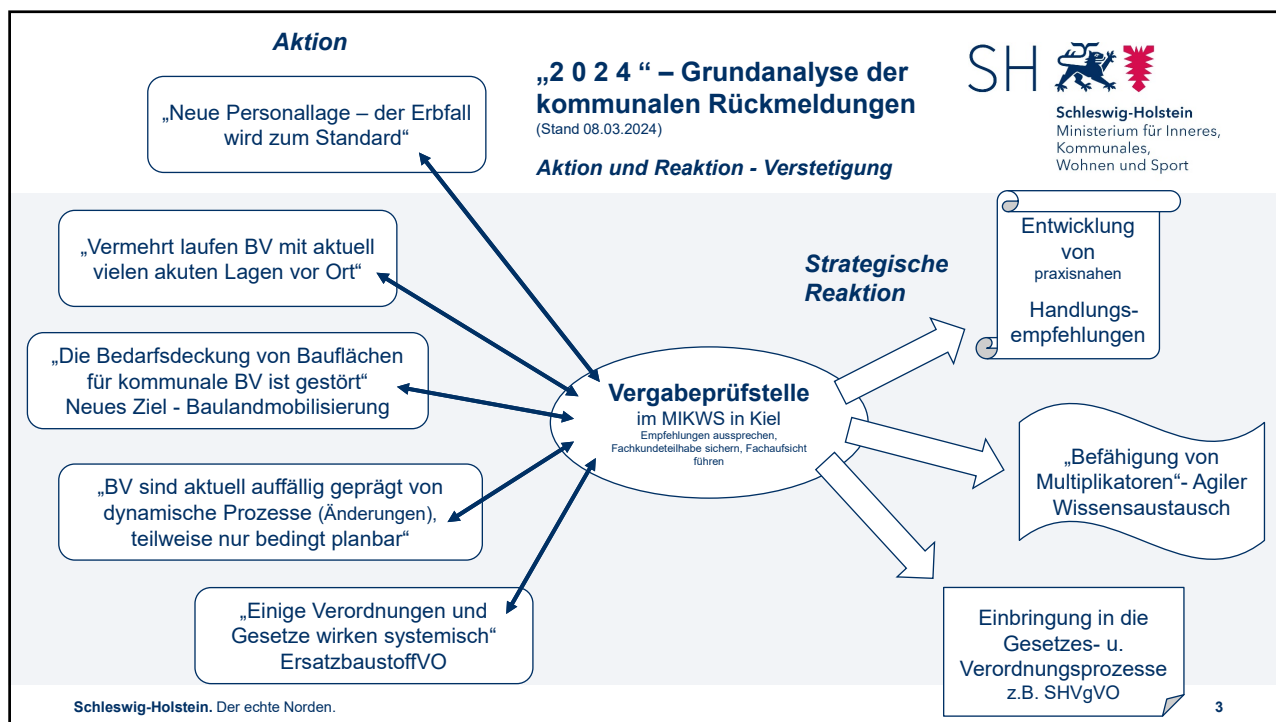 Aktion
„2 0 2 4 “ – Grundanalyse der
kommunalen Rückmeldungen
(Stand 08.03.2024)
Aktion und Reaktion - Verstetigung
SH
Schleswig-Holstein
Ministerium für Inneres,
Kommunales,
Wohnen und Sport
„Neue Personallage – der Erbfall
wird zum Standard“
„Vermehrt laufen BV mit aktuell
vielen akuten Lagen vor Ort“
„Die Bedarfsdeckung von Bauflächen
für kommunale BV ist gestört“
Neues Ziel - Baulandmobilisierung
„BV sind aktuell auffällig geprägt von
dynamische Prozesse (Änderungen),
teilweise nur bedingt planbar“
„Einige Verordnungen und
Gesetze wirken systemisch“
ErsatzbaustoffVO
Vergabeprüfstelle
im MIKWS in Kiel
Empfehlungen aussprechen,
Fachkundeteilhabe sichern, Fachaufsicht
führen
Strategische
Reaktion
Entwicklung
von
praxisnahen
Handlungs-
empfehlungen
„Befähigung von
Multiplikatoren“- Agiler
Wissensaustausch
Einbringung in die
Gesetzes- u.
Verordnungsprozesse
z.B. SHVgVO
Schleswig-Holstein. Der echte Norden.
3